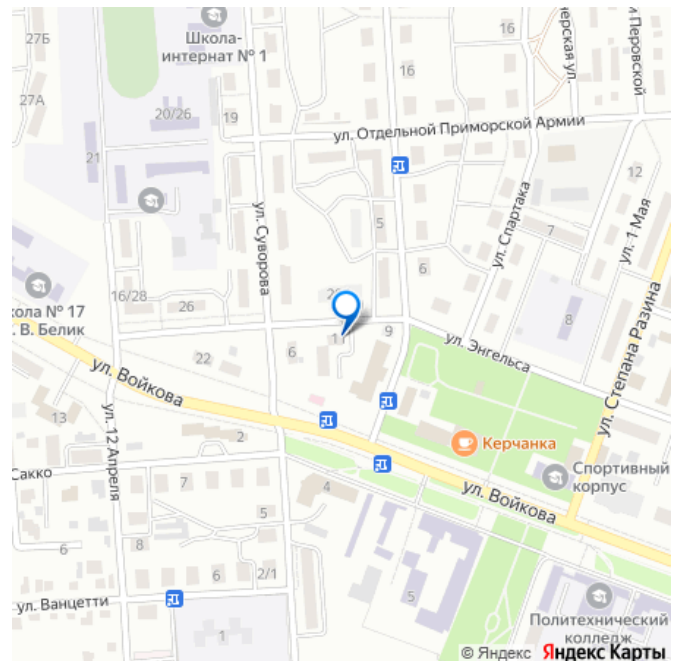 27Б
Школа-
интернат № 1
16
16
27А
20/26
19
ул. Отдельной Приморской Армии
21
12
ул. Суворова
5
ул. Спартака
7
ул. 1 Мая
6
16/28
26
8
кола № 17
. В. Белик
11
9
ул. Энгельса
ул. Степана Разина
22
6
ул. Войкова
13
ул. 12 Апреля
2
Керчанка
Сакко
7
4
Спортивный
корпус
ул. Войкова
5
6
8
6
2/1
5
ул. Ванцетти
1
Политехнический
колледж
© Яндекс Яндекс Карты